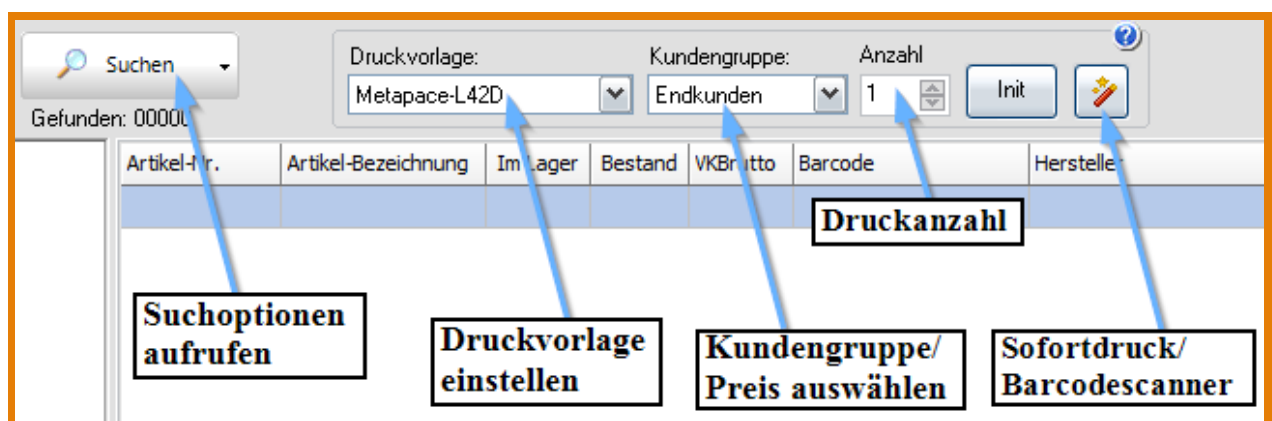 Suchen
Druckvorlage:
Kundengruppe:
Anzahl
Metapace-L42D
Endkunden
1
Init
Gefunden: 0000
Artikel-Nr.
Artikel-Bezeichnung
Im Lager
Bestand
VKBrutto
Barcode
Hersteller
Druckanzahl
Suchoptionen
aufrufen
Druckvorlage
einstellen
Kundengruppe/
Preis auswählen
Sofortdruck/
Barcodescanner